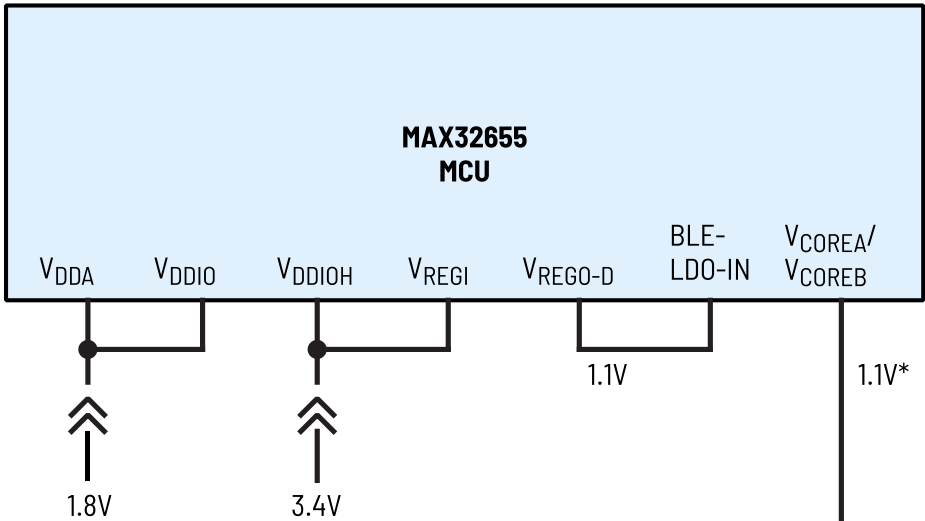 MAX32655
MCU
VDDA
VDDIO
VDDIOH
VREGI
VREGO-D
BLE-
LDO-IN
VCOREA/
VCOREB
1.1V
1.1V*
1.8V
3.4V